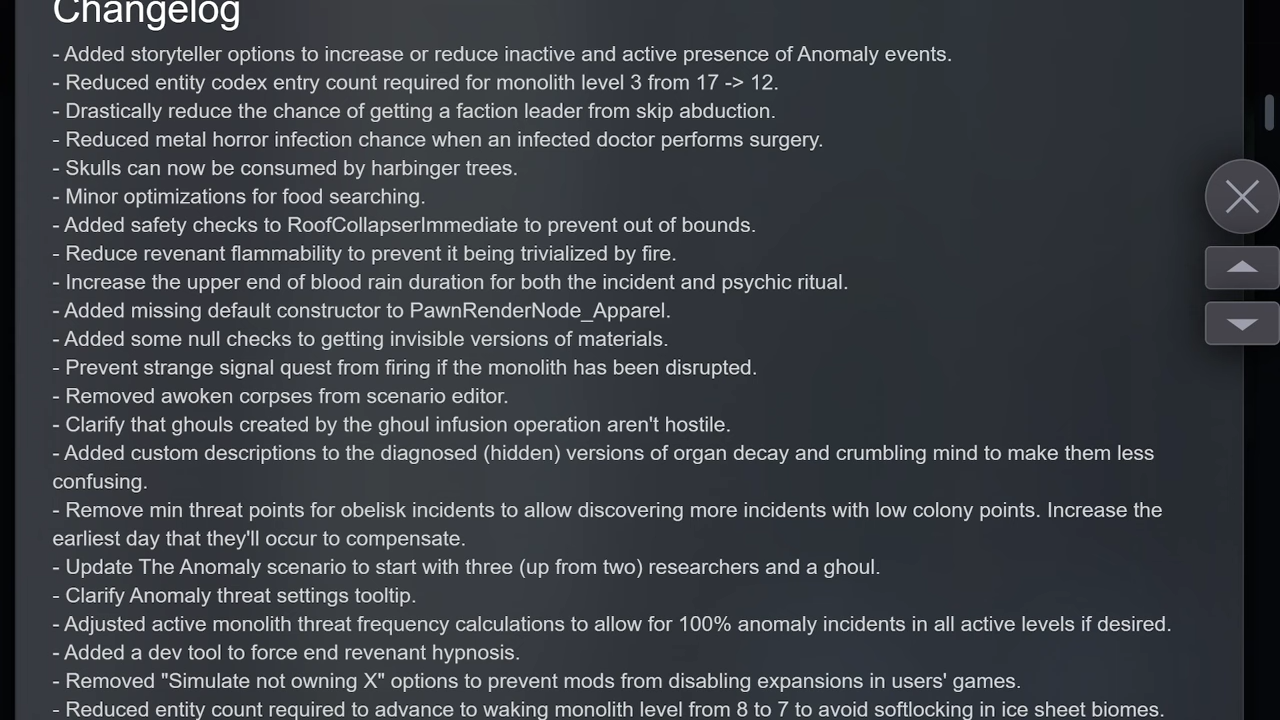 Changelog
- Added storyteller options to increase or reduce inactive and active presence of Anomaly events.
- Reduced entity codex entry count required for monolith level 3 from 17 -> 12.
- Drastically reduce the chance of getting a faction leader from skip abduction.
- Reduced metal horror infection chance when an infected doctor performs surgery.
- Skulls can now be consumed by harbinger trees.
- Minor optimizations for food searching.
- Added safety checks to RoofCollapserImmediate to prevent out of bounds.
- Reduce revenant flammability to prevent it being trivialized by fire.
- Increase the upper end of blood rain duration for both the incident and psychic ritual.
- Added missing default constructor to PawnRenderNode_Apparel.
- Added some null checks to getting invisible versions of materials.
- Prevent strange signal quest from firing if the monolith has been disrupted.
- Removed awoken corpses from scenario editor.
- Clarify that ghouls created by the ghoul infusion operation aren't hostile.
- Added custom descriptions to the diagnosed (hidden) versions of organ decay and crumbling mind to make them less
confusing.
- Remove min threat points for obelisk incidents to allow discovering more incidents with low colony points. Increase the
earliest day that they'll occur to compensate.
- Update The Anomaly scenario to start with three (up from two) researchers and a ghoul.
- Clarify Anomaly threat settings tooltip.
- Adjusted active monolith threat frequency calculations to allow for 100% anomaly incidents in all active levels if desired.
- Added a dev tool to force end revenant hypnosis.
- Removed "Simulate not owning X" options to prevent mods from disabling expansions in users' games.
- Reduced entity count required to advance to waking monolith level from 8 to 7 to avoid softlocking in ice sheet biomes.